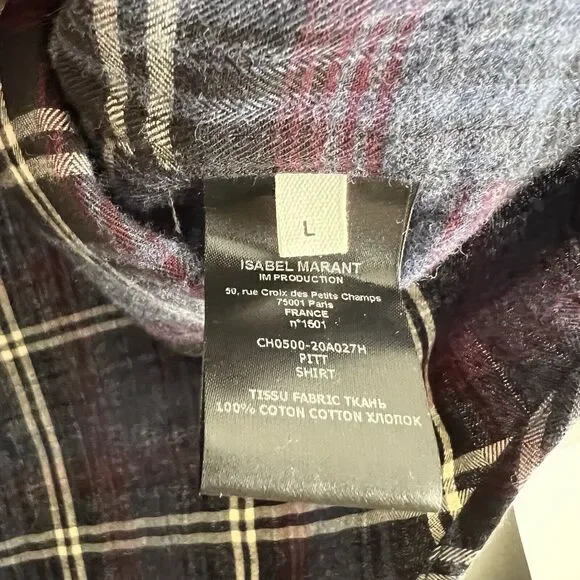 L
ISABEL MARANT
IM PRODUCTION
50, rue Croix des Petits Champs
75001 Paris
FRANCE
n°1501
CH0500-20A027H
PITT
SHIRT
TISSU FABRIC ТКАНЬ
100% COTON COTTON ХЛОПОК